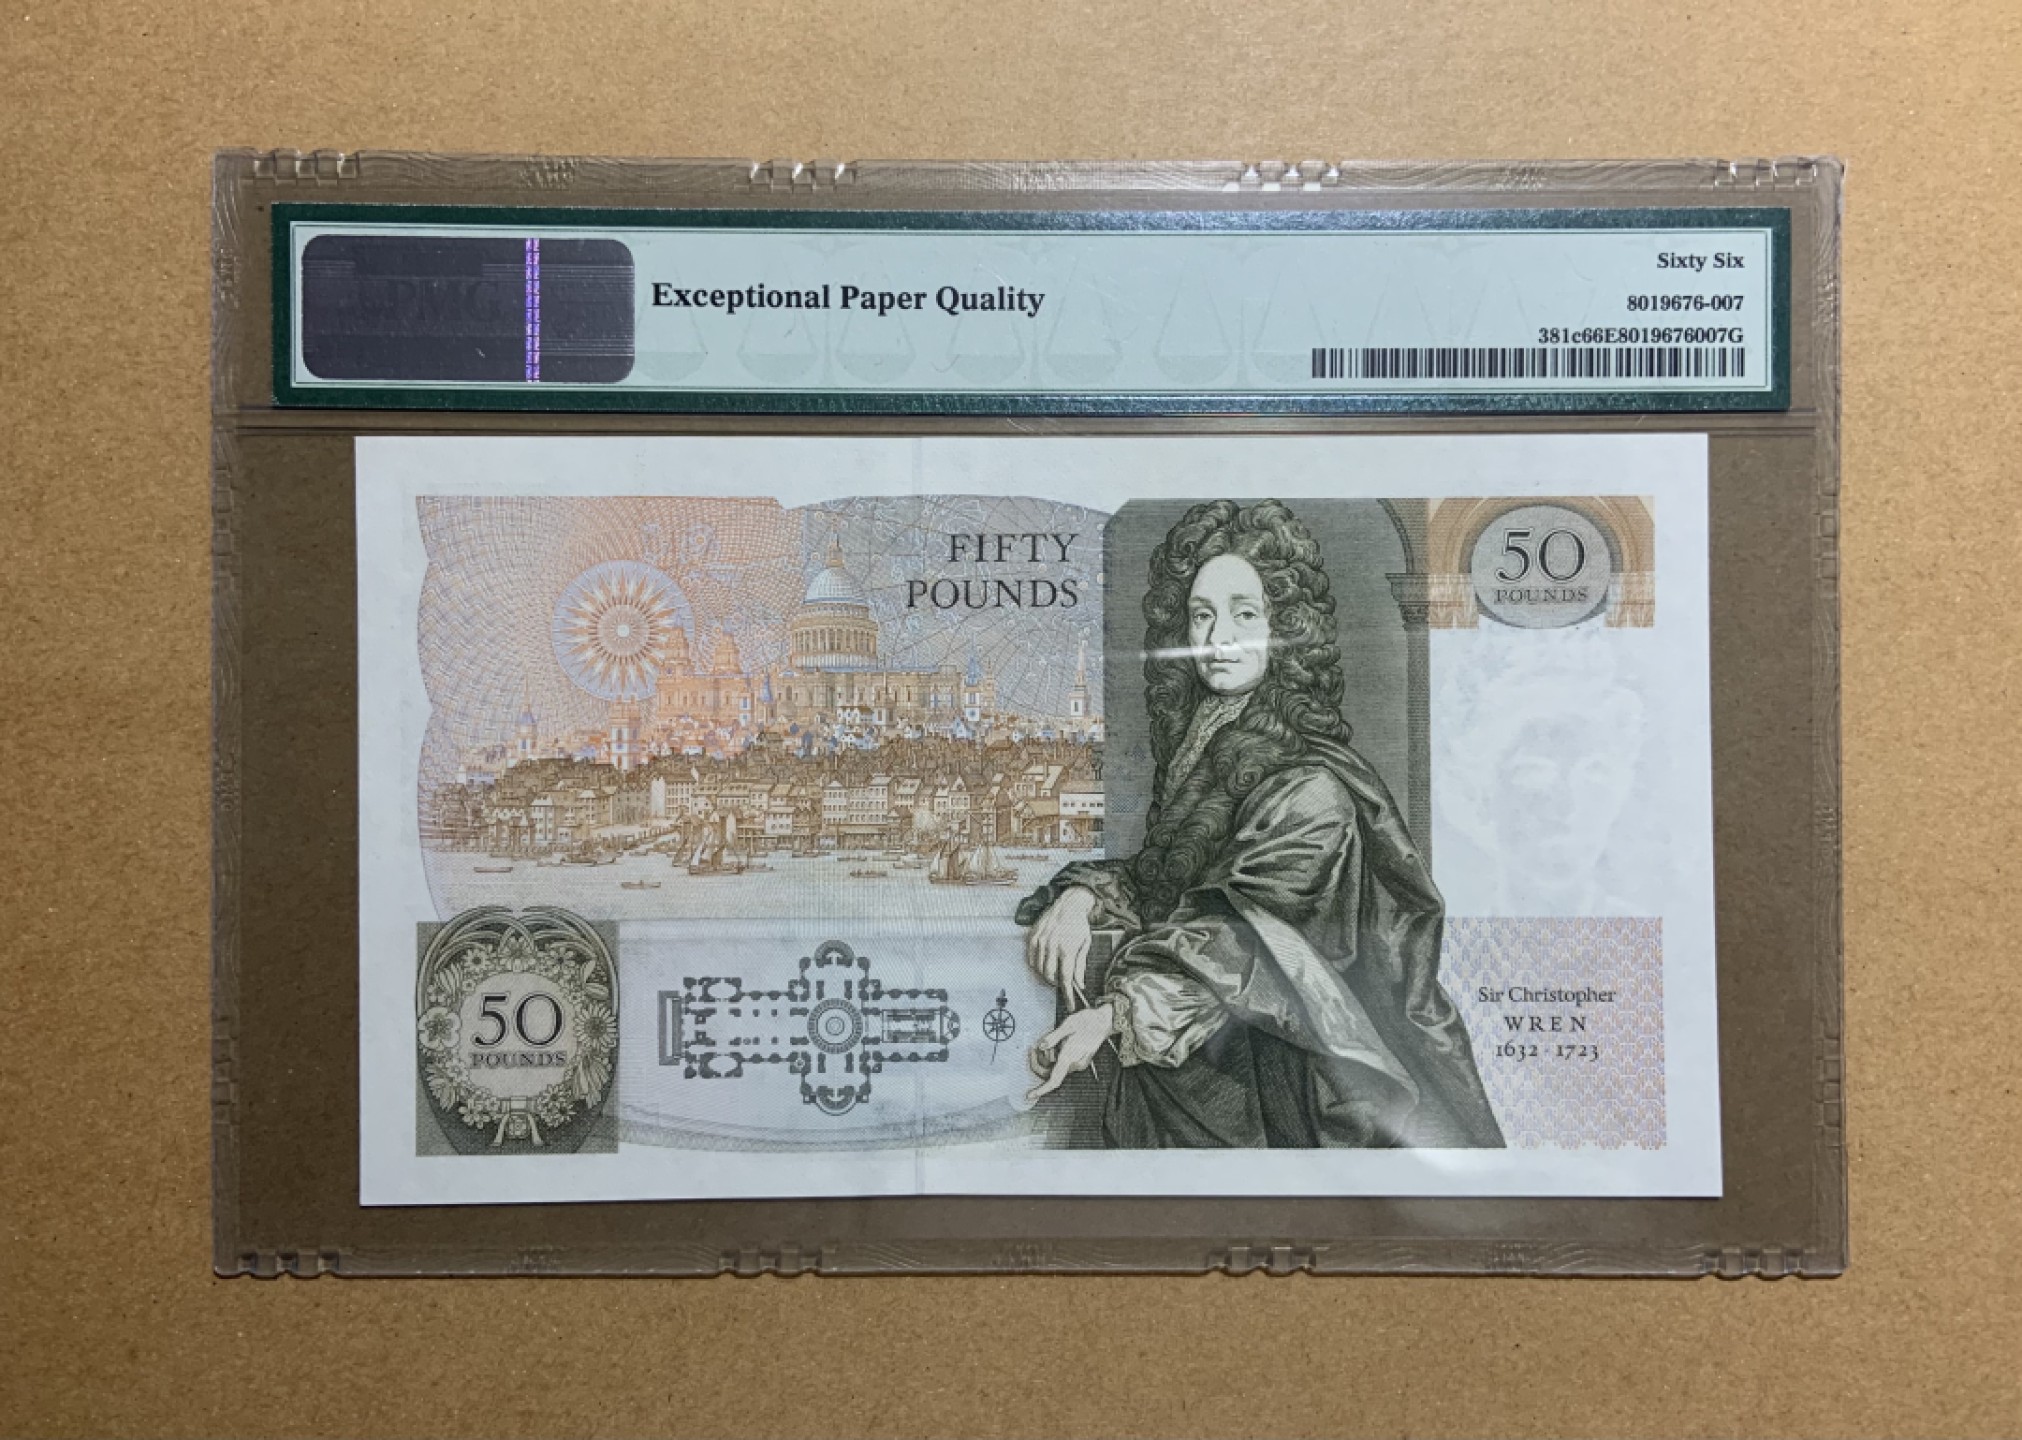 PMG
Exceptional Paper Quality
Sixty Six
8019676-007
381c66E8019676007G
FIFTY
POUNDS
50
POUNDS
50
POUNDS
Sir Christopher
WREN
1632 · 1723